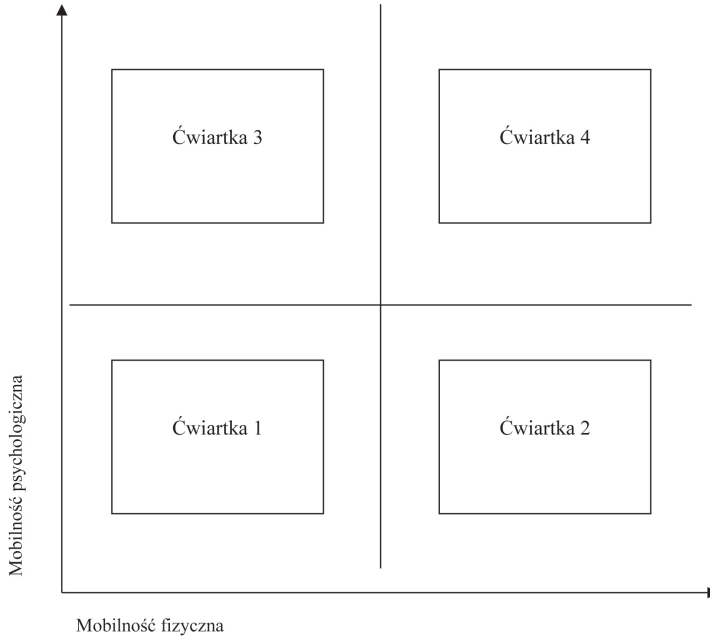 Ćwiartka 3
Ćwiartka 4
Ćwiartka 1
Ćwiartka 2
Mobilność psychologiczna
Mobilność fizyczna